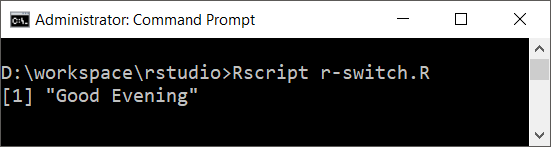 Administrator: Command Prompt
D:\workspace\rstudio>Rscript r-switch.R
[1] "Good Evening"